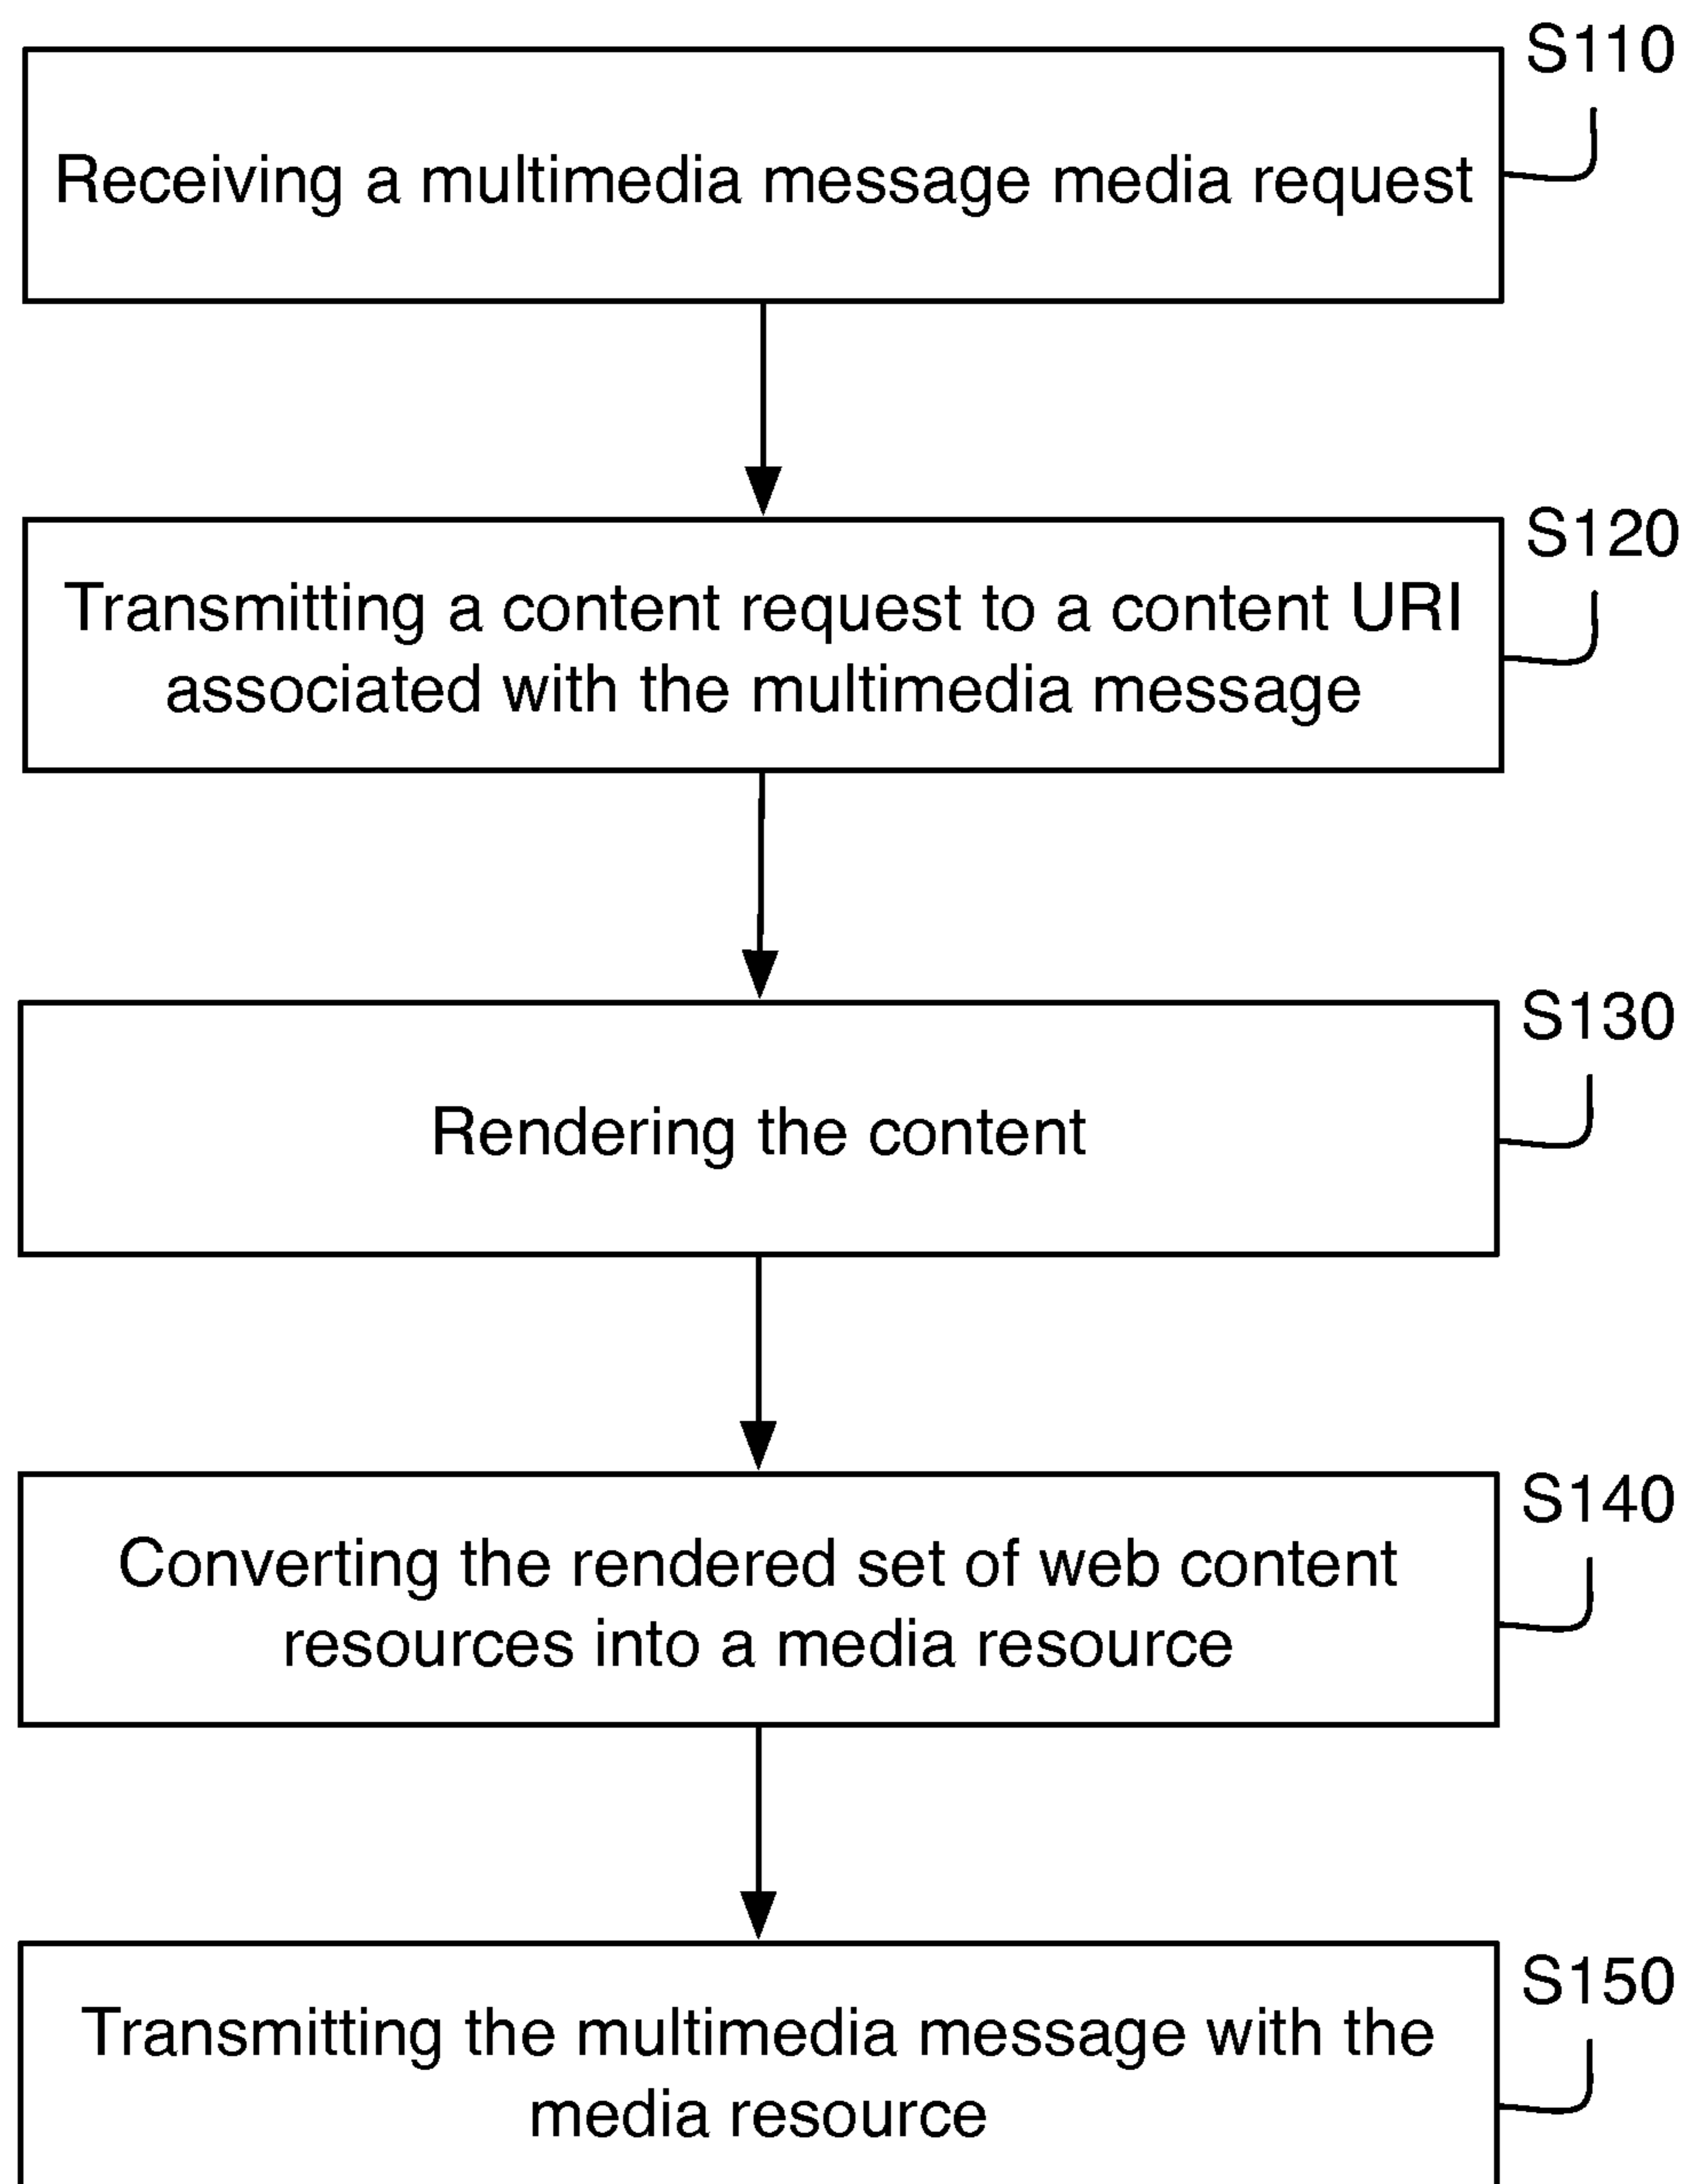 S110
Receiving a multimedia message media request
S120
Transmitting a content request to a content URI
associated with the multimedia message
S130
Rendering the content
S140
Converting the rendered set of web content
resources into a media resource
S150
Transmitting the multimedia message with the
media resource